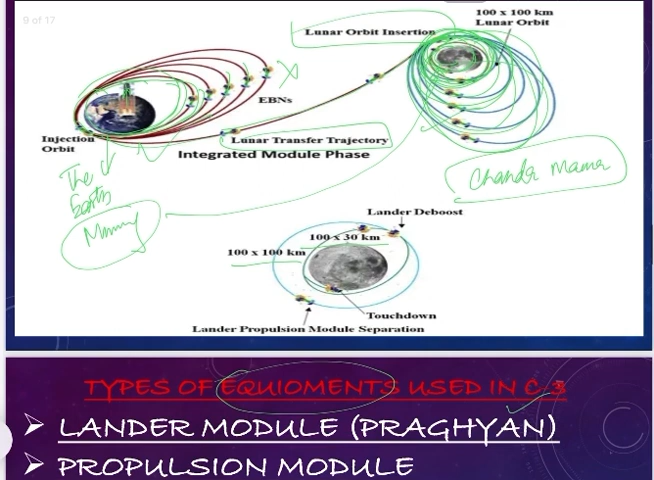 9 of 17
100 x 100 km
Lunar Orbit
Lunar Orbit Insertion
EBNs
Injection
Orbit
Lunar Transfer Trajectory
Integrated Module Phase
The
Earth
Chanda Mama
Lander Deboost
100 x 30 km
100 x 100 km
Touchdown
Lander Propulsion Module Separation
TYPES OF EQUIOMENTS USED IN C-3
➢ LANDER MODULE (PRAGHYAN)
➢ PROPULSION MODULE